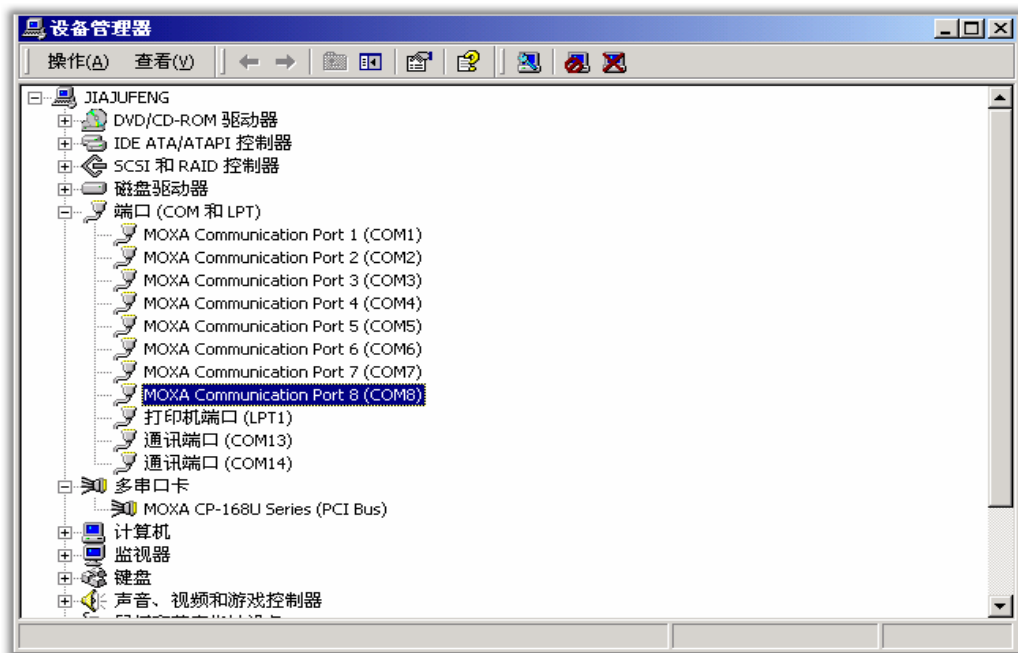 设备管理器
操作(A) 查看(V)
JIAJUFENG
DVD/CD-ROM 驱动器
IDE ATA/ATAPI 控制器
SCSI 和 RAID 控制器
磁盘驱动器
端口 (COM 和 LPT)
MOXA Communication Port 1 (COM1)
MOXA Communication Port 2 (COM2)
MOXA Communication Port 3 (COM3)
MOXA Communication Port 4 (COM4)
MOXA Communication Port 5 (COM5)
MOXA Communication Port 6 (COM6)
MOXA Communication Port 7 (COM7)
MOXA Communication Port 8 (COM8)
打印机端口 (LPT1)
通讯端口 (COM13)
通讯端口 (COM14)
多串口卡
MOXA CP-168U Series (PCI Bus)
计算机
监视器
键盘
声音、视频和游戏控制器